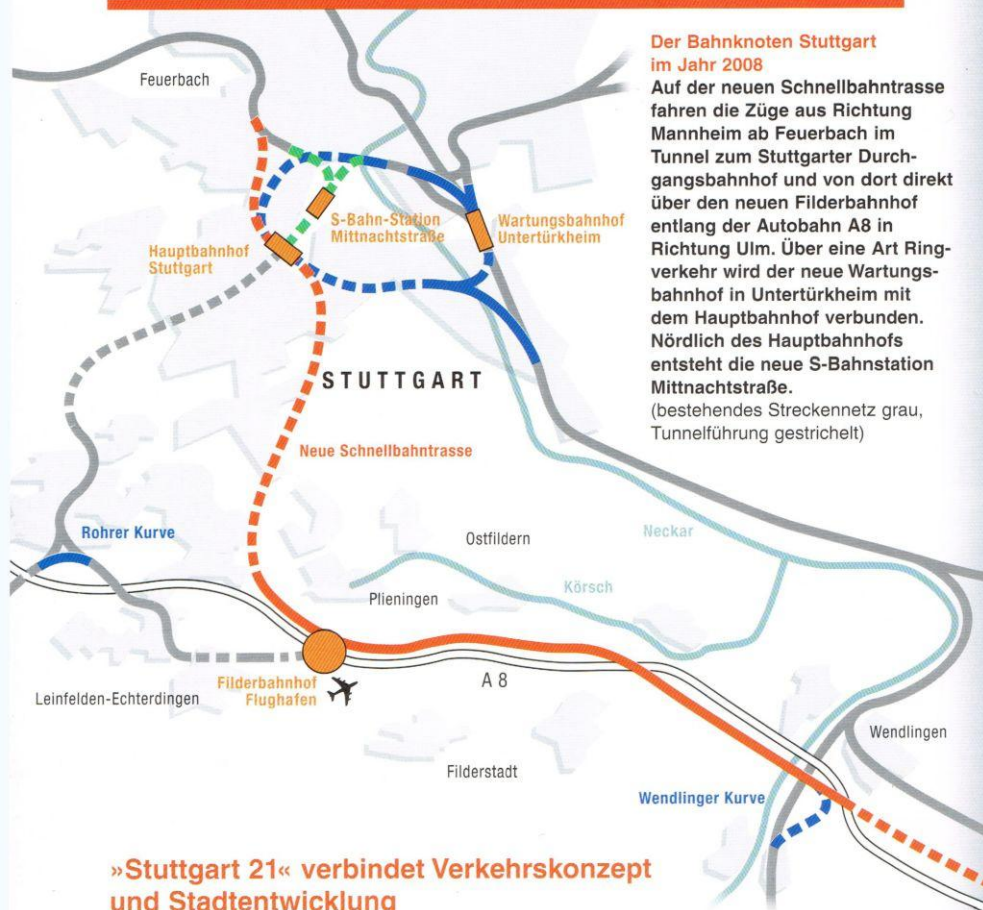 Der Bahnknoten Stuttgart
im Jahr 2008
Auf der neuen Schnellbahntrasse
fahren die Züge aus Richtung
Mannheim ab Feuerbach im
Tunnel zum Stuttgarter Durch-
gangsbahnhof und von dort direkt
über den neuen Filderbahnhof
entlang der Autobahn A8 in
Richtung Ulm. Über eine Art Ring-
verkehr wird der neue Wartungs-
bahnhof in Untertürkheim mit
dem Hauptbahnhof verbunden.
Nördlich des Hauptbahnhofs
entsteht die neue S-Bahnstation
Mittnachtstraße.
(bestehendes Streckennetz grau,
Tunnelführung gestrichelt)
Feuerbach
S-Bahn-Station
Mittnachtstraße
Wartungsbahnhof
Untertürkheim
Hauptbahnhof
Stuttgart
STUTTGART
Neue Schnellbahntrasse
Rohrer Kurve
Ostfildern
Neckar
Körsch
Plieningen
Filderbahnhof
Flughafen
A 8
Leinfelden-Echterdingen
Wendlingen
Filderstadt
Wendlinger Kurve
»Stuttgart 21« verbindet Verkehrskonzept
und Stadtentwicklung